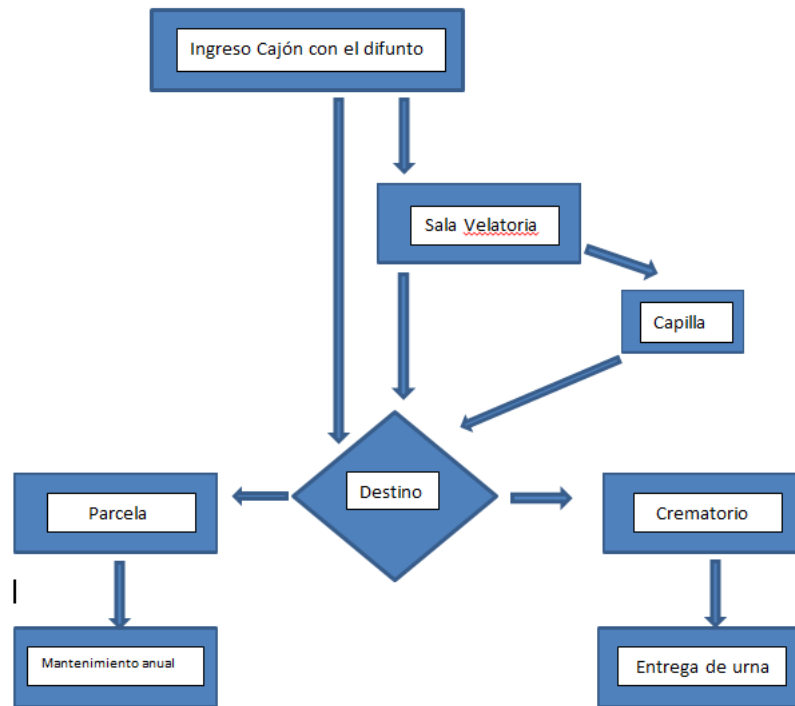 Ingreso Cajón con el difunto
Sala Velatoria
Capilla
Destino
Parcela
Crematorio
Mantenimiento anual
Entrega de urna